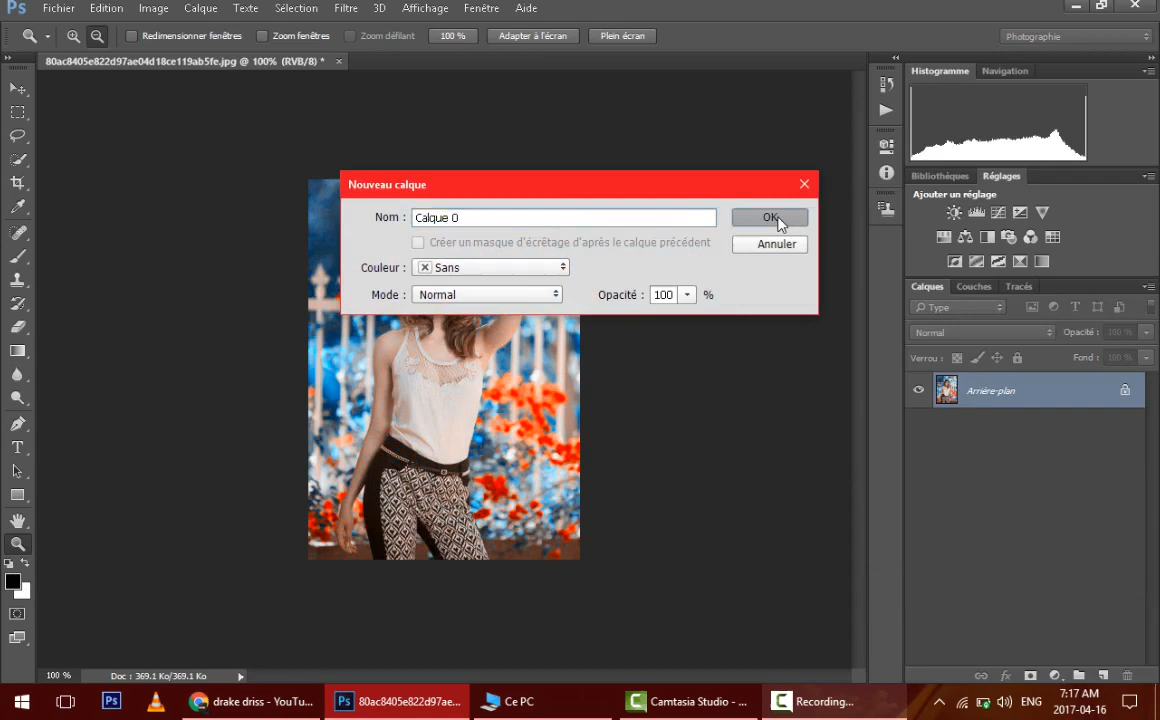 Ps Fichier Edition Image Calque Texte Sélection Filtre 3D Affichage Fenêtre Aide
Redimensionner fenêtres Zoom fenêtres Zoom défilant 100 % Adapter à l'écran Plein écran Photographie
80ac8405e822d97ae04d18ce119ab5fe.jpg @ 100% (RVB/8) * ×
Histogramme Navigation
Bibliothèques Réglages
Ajouter un réglage
Nouveau calque
Nom : Calque 0 OK
Créer un masque d'écrêtage d'après le calque précédent Annuler
Couleur : Sans
Mode : Normal Opacité : 100 %
Calques Couches Tracés
Type
Normal Opacité : 100 %
Verrou : Fond : 100 %
Arrière-plan
100 % Doc : 369.1 Ko/369.1 Ko
Ps drake driss - YouTu... Ps 80ac8405e822d97ae... Ce PC Camtasia Studio - ... Recording... ENG 7:17 AM
2017-04-16